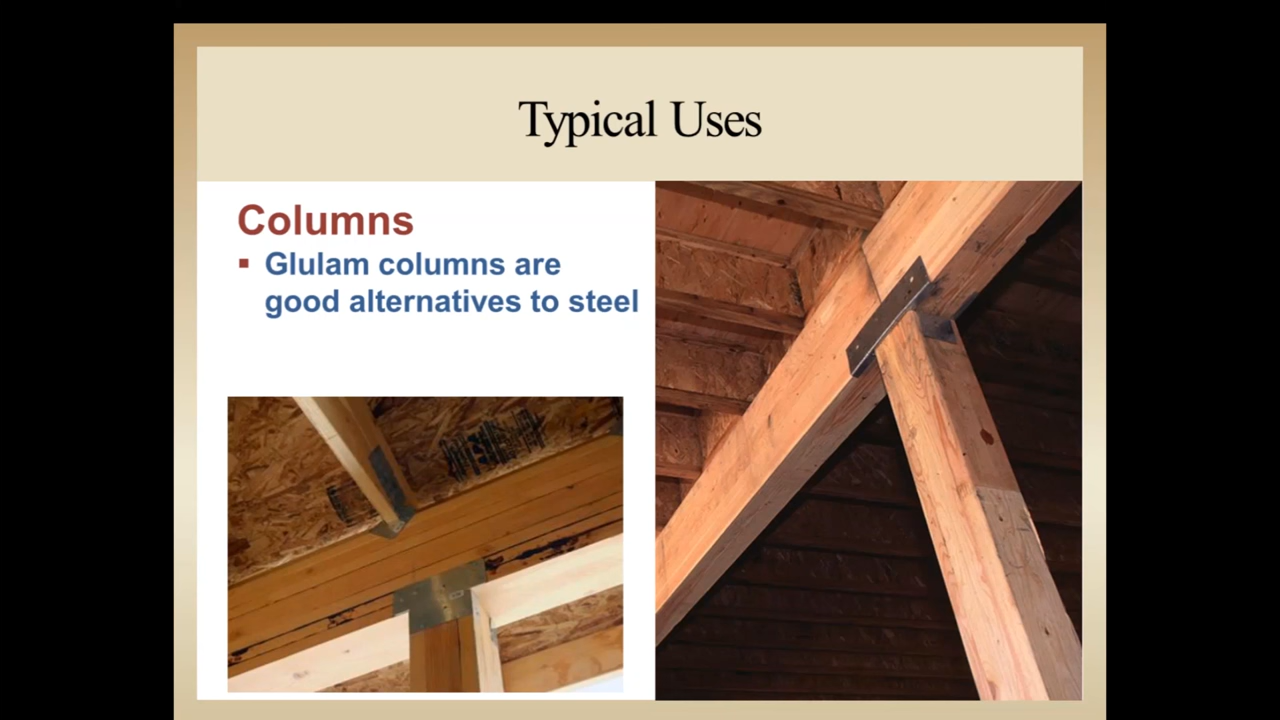 Typical Uses
Columns
▪ Glulam columns are
good alternatives to steel